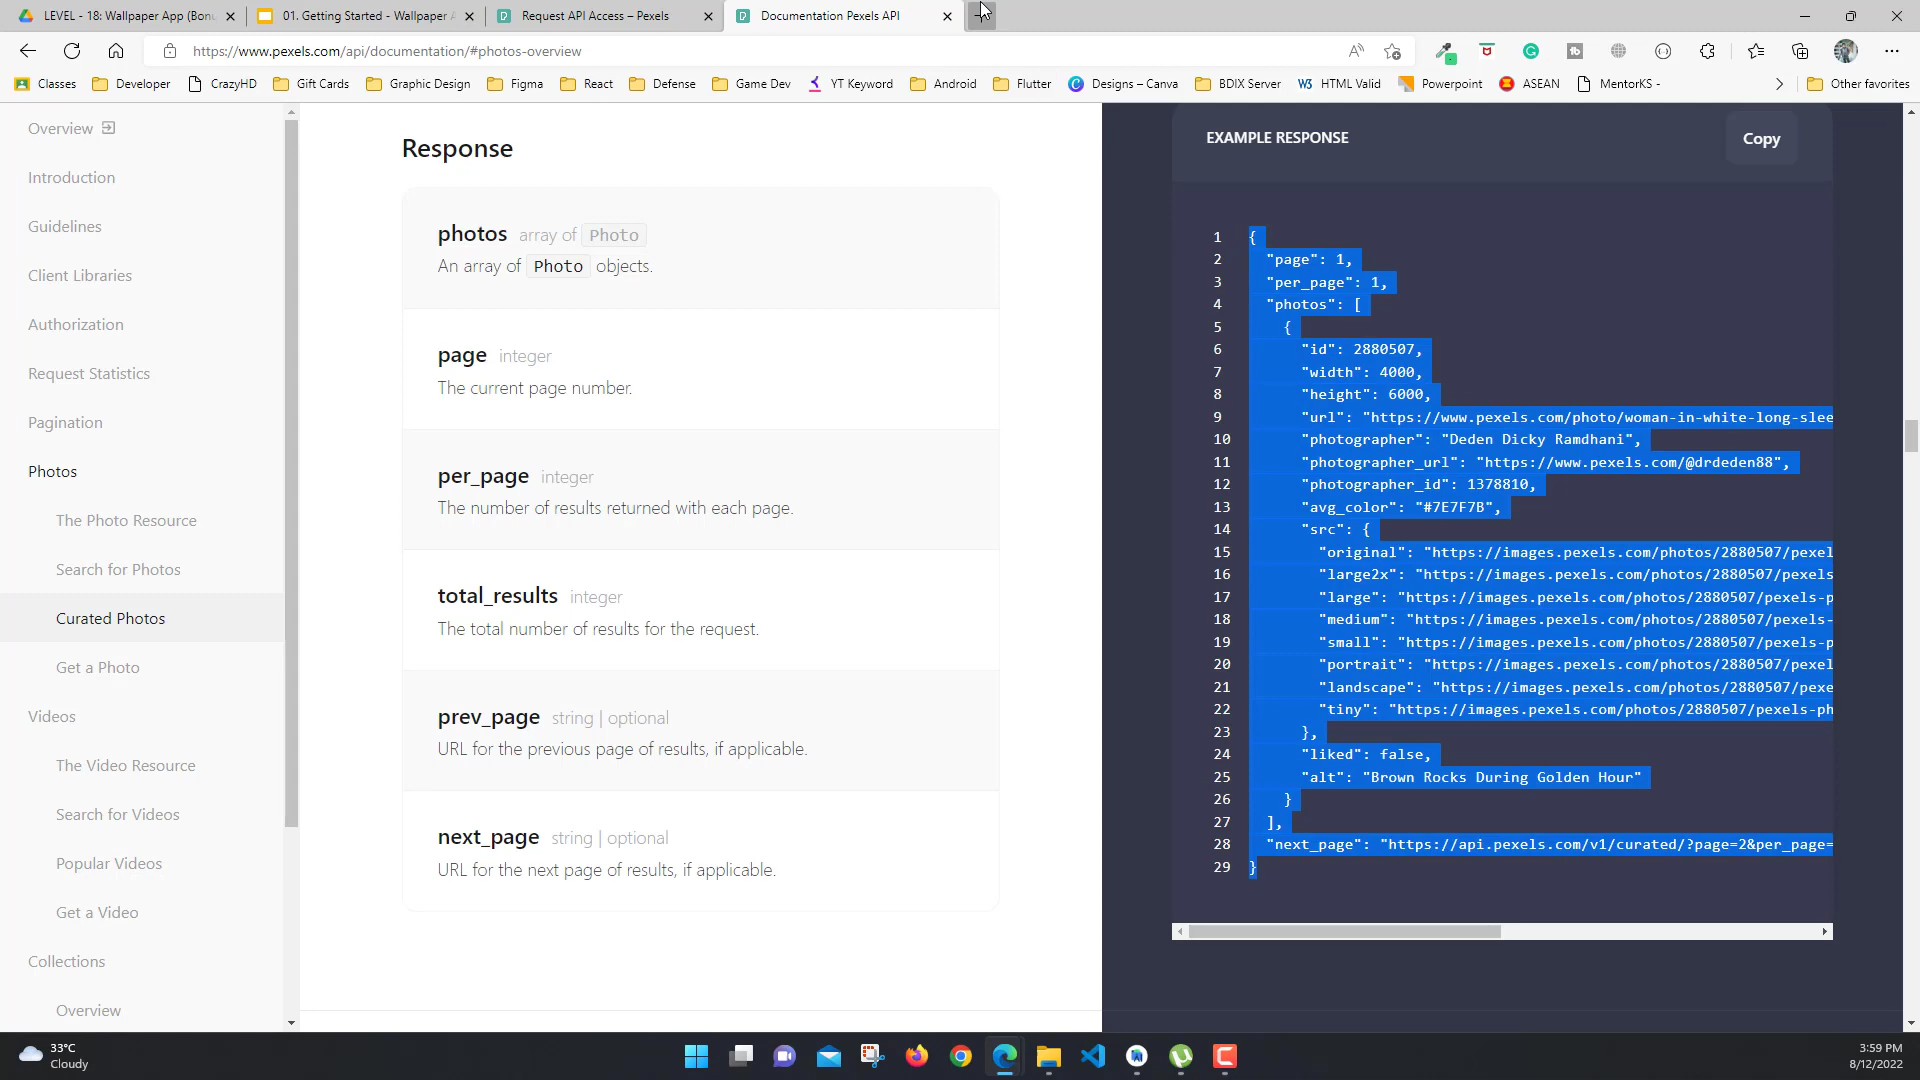 LEVEL - 18: Wallpaper App (Bon
01. Getting Started - Wallpaper A
Request API Access – Pexels
Documentation Pexels API
https://www.pexels.com/api/documentation/#photos-overview
Classes
Developer
CrazyHD
Gift Cards
Graphic Design
Figma
React
Defense
Game Dev
YT Keyword
Android
Flutter
Designs – Canva
BDIX Server
HTML Valid
Powerpoint
ASEAN
MentorKS -
Other favorites
Overview
Introduction
Guidelines
Client Libraries
Authorization
Request Statistics
Pagination
Photos
The Photo Resource
Search for Photos
Curated Photos
Get a Photo
Videos
The Video Resource
Search for Videos
Popular Videos
Get a Video
Collections
Overview
Response
photos array of Photo
An array of Photo objects.
page integer
The current page number.
per_page integer
The number of results returned with each page.
total_results integer
The total number of results for the request.
prev_page string | optional
URL for the previous page of results, if applicable.
next_page string | optional
URL for the next page of results, if applicable.
EXAMPLE RESPONSE
Copy
1 {
2 "page": 1,
3 "per_page": 1,
4 "photos": [
5 {
6 "id": 2880507,
7 "width": 4000,
8 "height": 6000,
9 "url": "https://www.pexels.com/photo/woman-in-white-long-slee
10 "photographer": "Deden Dicky Ramdhani",
11 "photographer_url": "https://www.pexels.com/@drdeden88",
12 "photographer_id": 1378810,
13 "avg_color": "#7E7F7B",
14 "src": {
15 "original": "https://images.pexels.com/photos/2880507/pexel
16 "large2x": "https://images.pexels.com/photos/2880507/pexels
17 "large": "https://images.pexels.com/photos/2880507/pexels-p
18 "medium": "https://images.pexels.com/photos/2880507/pexels-
19 "small": "https://images.pexels.com/photos/2880507/pexels-p
20 "portrait": "https://images.pexels.com/photos/2880507/pexel
21 "landscape": "https://images.pexels.com/photos/2880507/pexe
22 "tiny": "https://images.pexels.com/photos/2880507/pexels-ph
23 },
24 "liked": false,
25 "alt": "Brown Rocks During Golden Hour"
26 }
27 ],
28 "next_page": "https://api.pexels.com/v1/curated/?page=2&per_page=
29 }
33°C
Cloudy
3:59 PM
8/12/2022